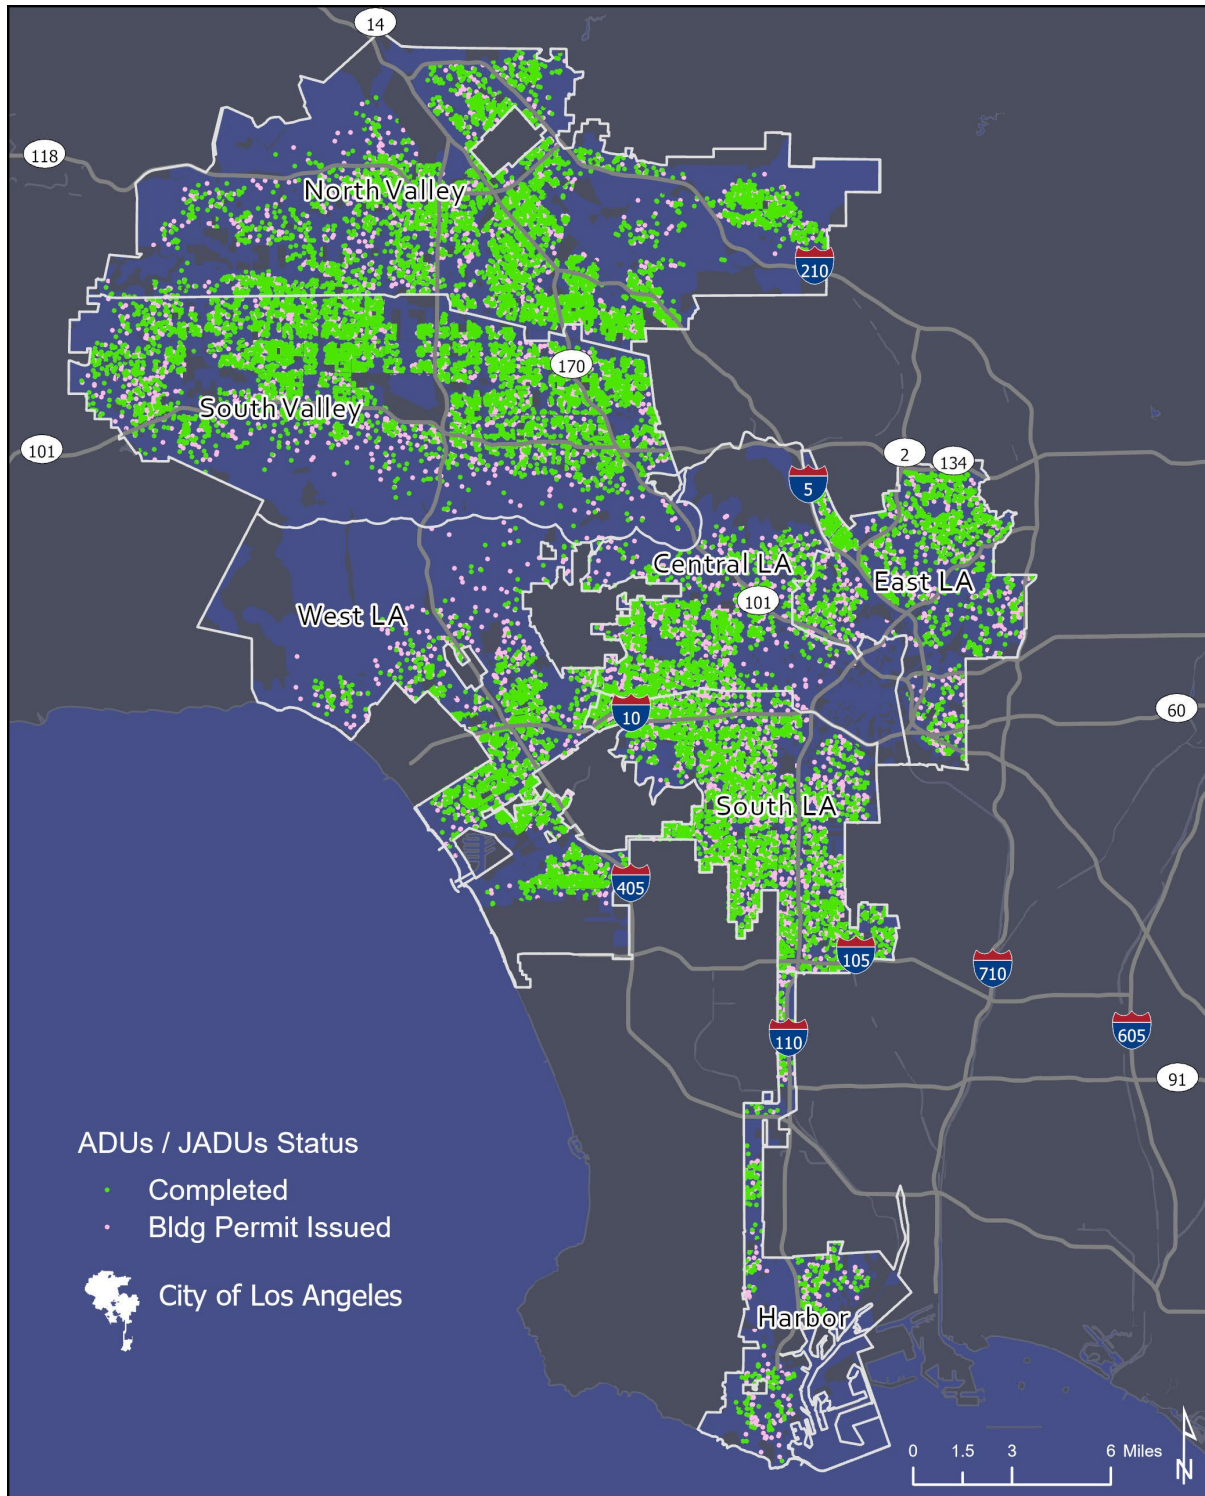 14
118
North Valley
210
170
South Valley
101
2
134
5
Central LA
East LA
101
West LA
10
60
South LA
405
105
710
110
605
91
ADUs / JADUs Status
Completed
Bldg Permit Issued
City of Los Angeles
Harbor
0 1.5 3 6 Miles
N